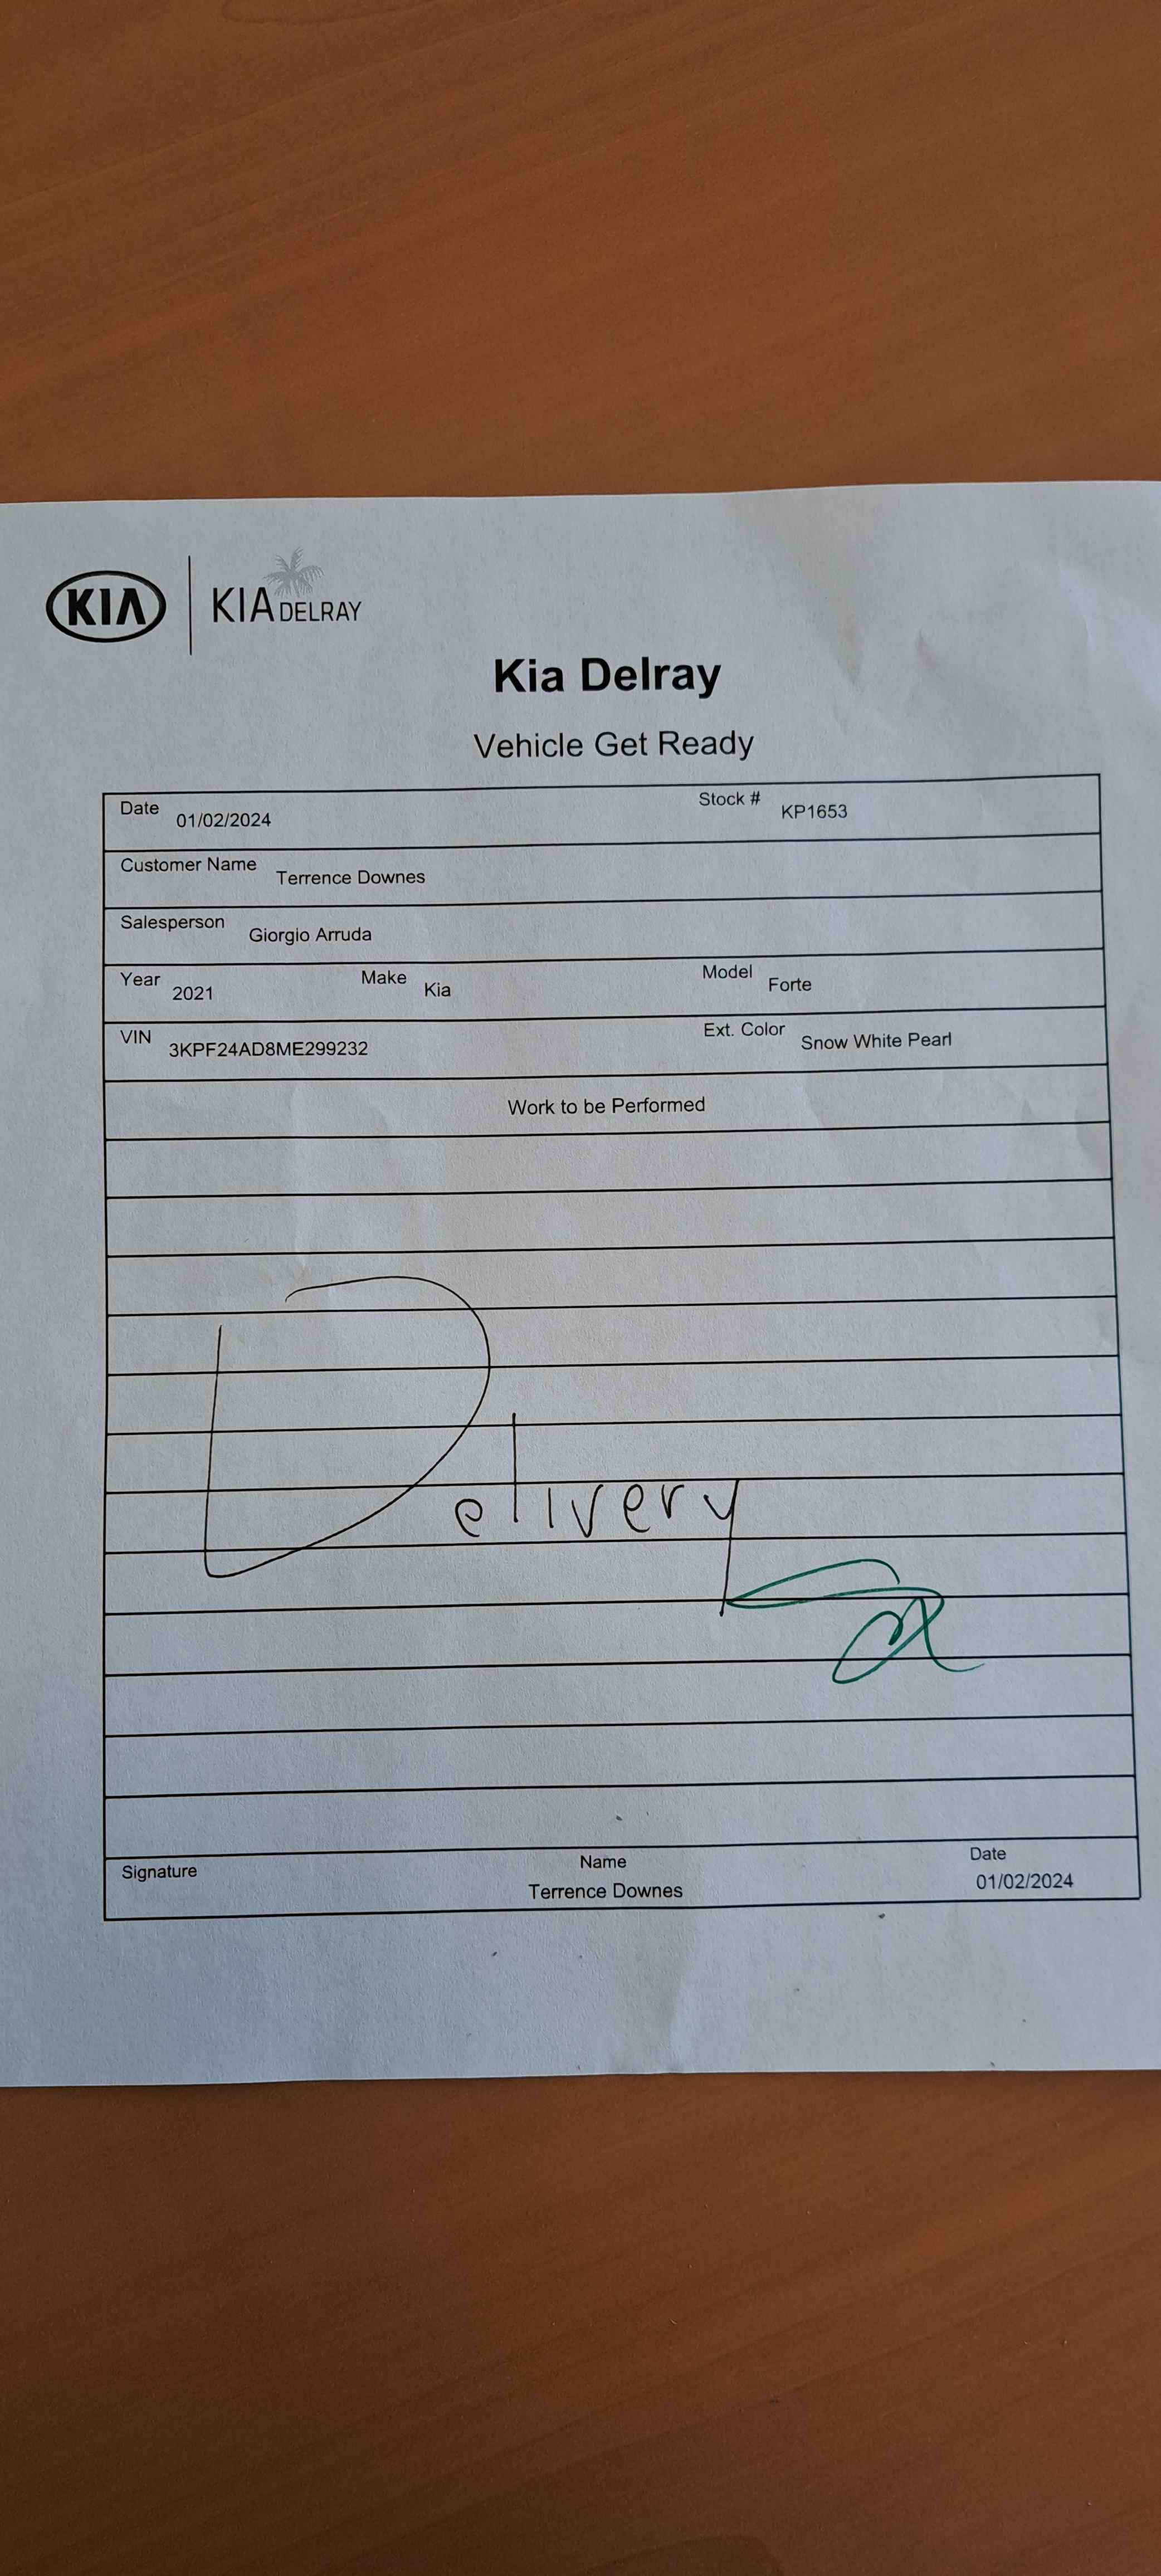 KIA KIA DELRAY
Kia Delray
Vehicle Get Ready
Date 01/02/2024 Stock # KP1653
Customer Name Terrence Downes
Salesperson Giorgio Arruda
Year 2021 Make Kia Model Forte
VIN 3KPF24AD8ME299232 Ext. Color Snow White Pearl
Work to be Performed
Delivery
Signature Name Date
Terrence Downes 01/02/2024